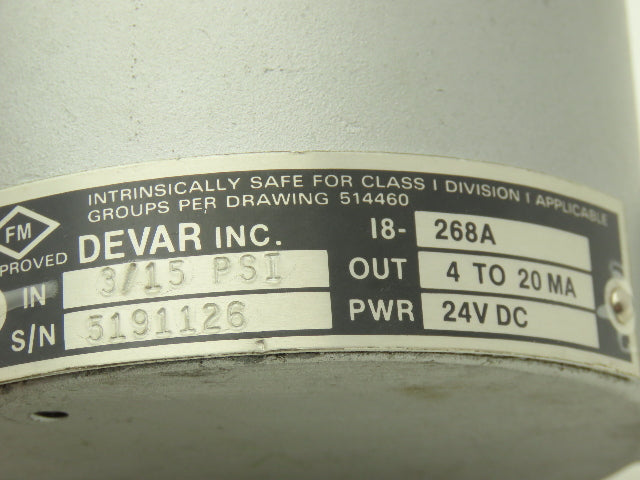 INTRINSICALLY SAFE FOR CLASS I DIVISION I APPLICABLE
GROUPS PER DRAWING 514460
FM
PROVED
DEVAR INC.
18- 268A
IN 3/15 PSI
OUT 4 TO 20 MA
S/N 5191126
PWR 24V DC